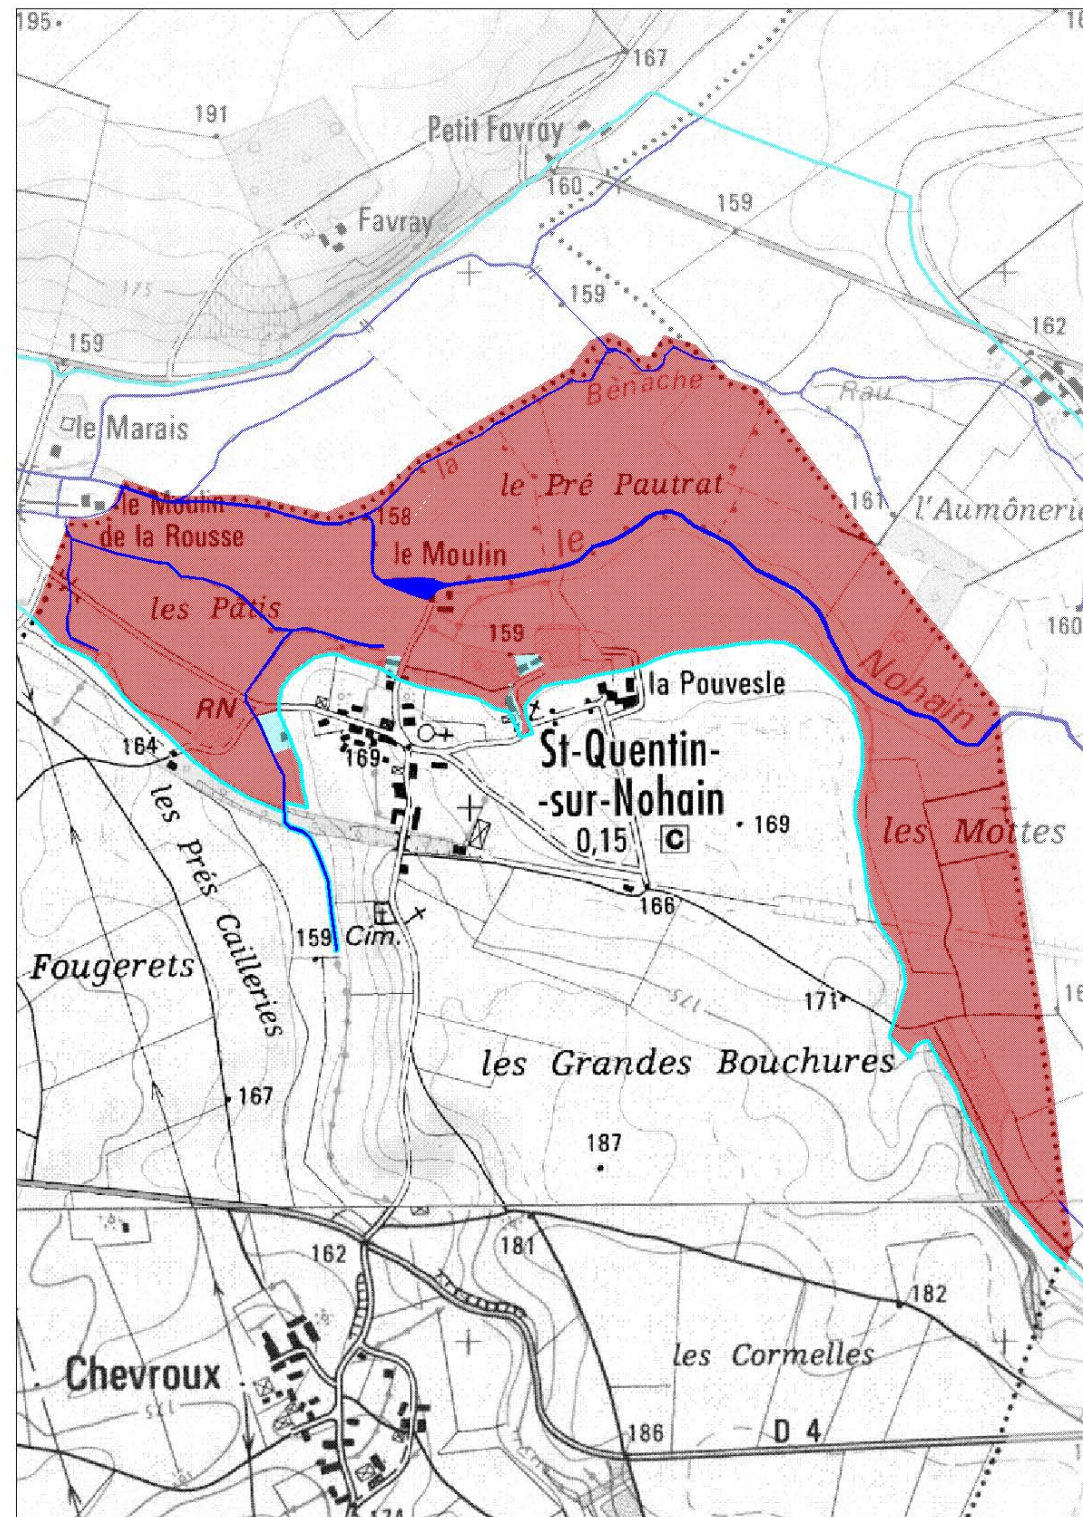 195
167
191
Petit Favray
160
159
Favray
175
159
159
162
le Marais
Bènache
Rau
la
le Pré Pautrat
161
l'Aumônerie
le Moulin
de la Rousse
158
le Moulin
le
les Pâtis
159
160
Nohain
la Pouvesle
RN
164
169
St-Quentin-
-sur-Nohain
0,15 C
169
les Mottes
les Prés Cailleries
166
159
Cim.
Fougerets
171
175
les Grandes Bouchures
167
187
162
181
182
les Cormelles
Chevroux
175
186
D 4
174